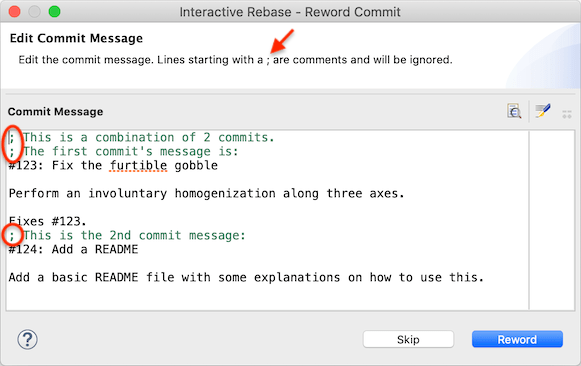 Interactive Rebase - Reword Commit
Edit Commit Message
Edit the commit message. Lines starting with a ; are comments and will be ignored.
Commit Message
; This is a combination of 2 commits.
; The first commit's message is:
#123: Fix the furtible gobble
Perform an involuntary homogenization along three axes.
Fixes #123.
; This is the 2nd commit message:
#124: Add a README
Add a basic README file with some explanations on how to use this.
?
Skip
Reword